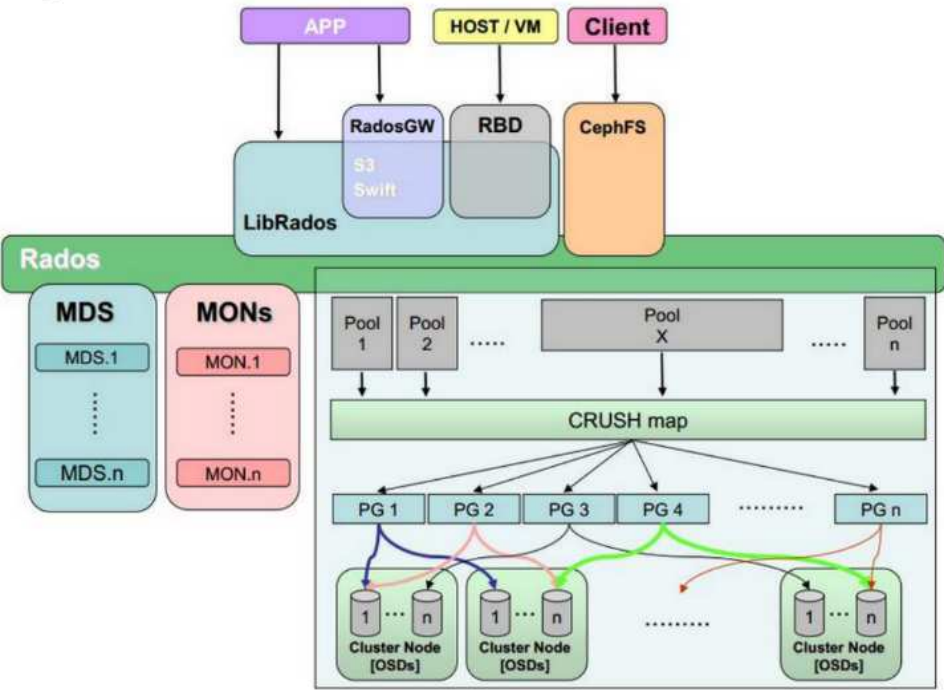 APP
HOST / VM
Client
RadosGW
RBD
CephFS
S3
Swift
LibRados
Rados
MDS
MDS.1
MDS.n
MONs
MON.1
MON.n
Pool
1
Pool
2
.....
Pool
X
.....
Pool
n
CRUSH map
PG 1
PG 2
PG 3
PG 4
.........
PG n
1
...
n
Cluster Node
[OSDs]
1
...
n
Cluster Node
[OSDs]
.........
1
...
n
Cluster Node
[OSDs]